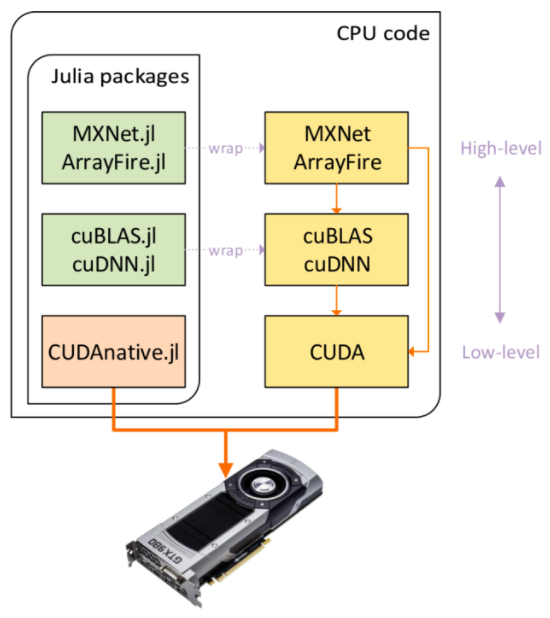 CPU code
Julia packages
MXNet.jl
ArrayFire.jl
wrap
MXNet
ArrayFire
High-level
cuBLAS.jl
cuDNN.jl
wrap
cuBLAS
cuDNN
CUDAnative.jl
CUDA
Low-level
GTX 980